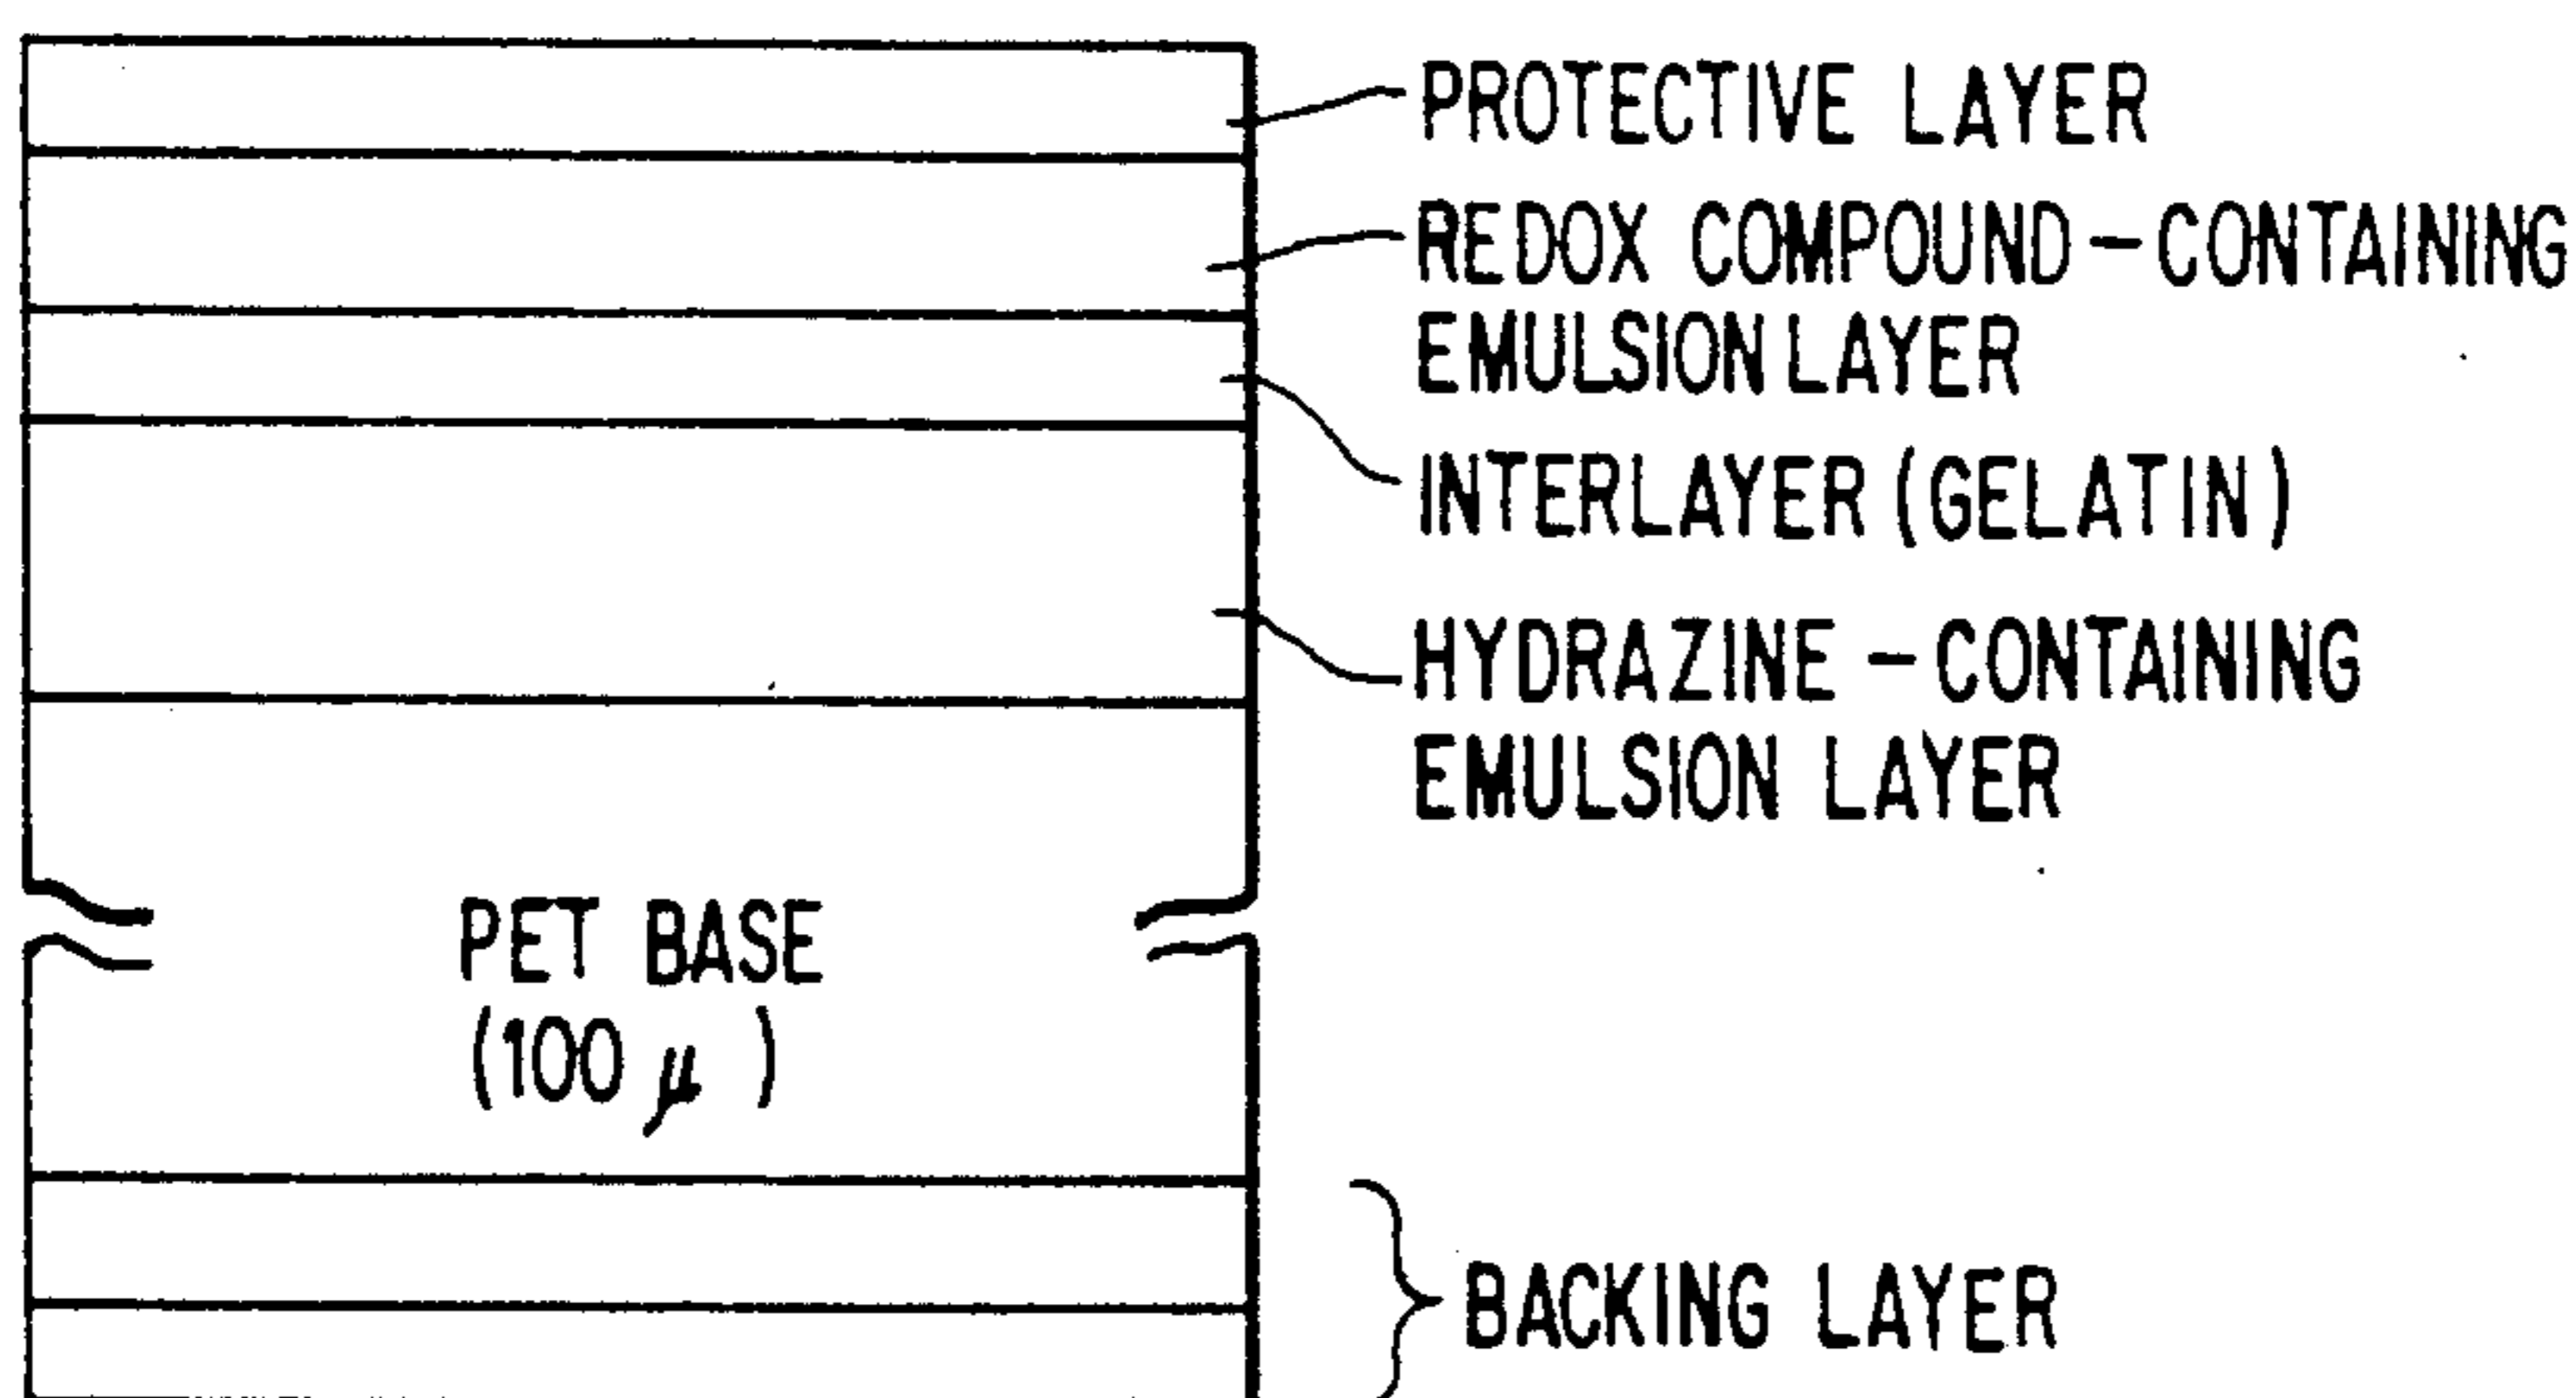 PROTECTIVE LAYER
REDOX COMPOUND-CONTAINING
EMULSION LAYER
INTERLAYER (GELATIN)
HYDRAZINE-CONTAINING
EMULSION LAYER
PET BASE
(100 μ)
BACKING LAYER